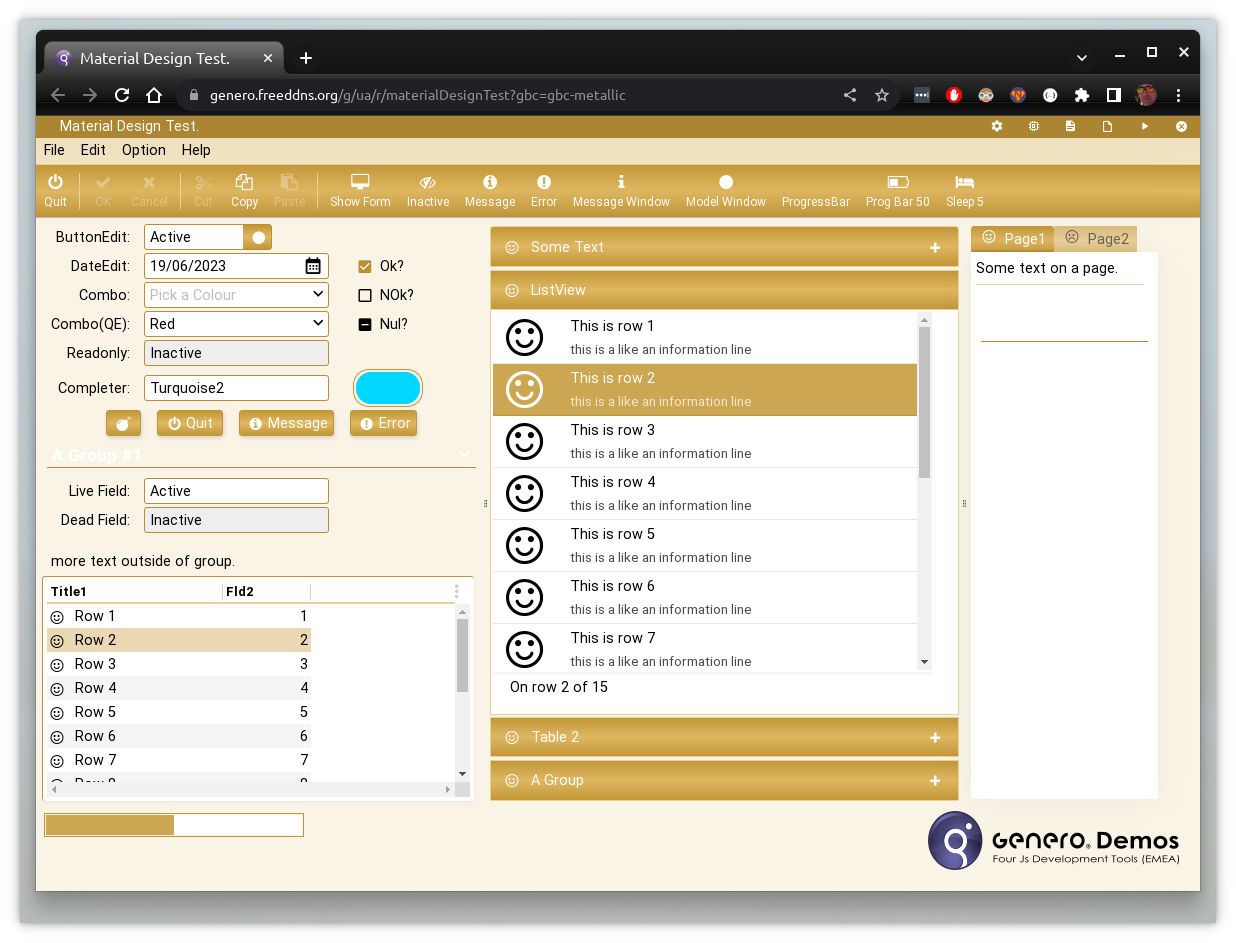 Material Design Test.
genero.freeddns.org/g/ua/r/materialDesignTest?gbc=gbc-metallic
Material Design Test.
File Edit Option Help
Quit OK Cancel Cut Copy Paste Show Form Inactive Message Error Message Window Model Window ProgressBar Prog Bar 50 Sleep 5
ButtonEdit: Active
DateEdit: 19/06/2023 Ok?
Combo: Pick a Colour NOk?
Combo(QE): Red Nul?
Readonly: Inactive
Completer: Turquoise2
Quit Message Error
A Group #1
Live Field: Active
Dead Field: Inactive
more text outside of group.
Title1 Fld2
Row 1 1
Row 2 2
Row 3 3
Row 4 4
Row 5 5
Row 6 6
Row 7 7
Some Text
ListView
This is row 1
this is a like an information line
This is row 2
this is a like an information line
This is row 3
this is a like an information line
This is row 4
this is a like an information line
This is row 5
this is a like an information line
This is row 6
this is a like an information line
This is row 7
this is a like an information line
On row 2 of 15
Table 2
A Group
Page1 Page2
Some text on a page.
Genero® Demos
Four Js Development Tools (EMEA)